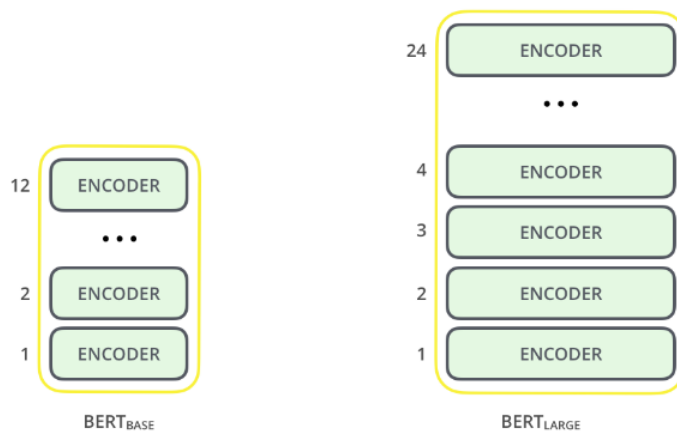 12 ENCODER
...
2 ENCODER
1 ENCODER
BERTBASE
24 ENCODER
...
4 ENCODER
3 ENCODER
2 ENCODER
1 ENCODER
BERTLARGE